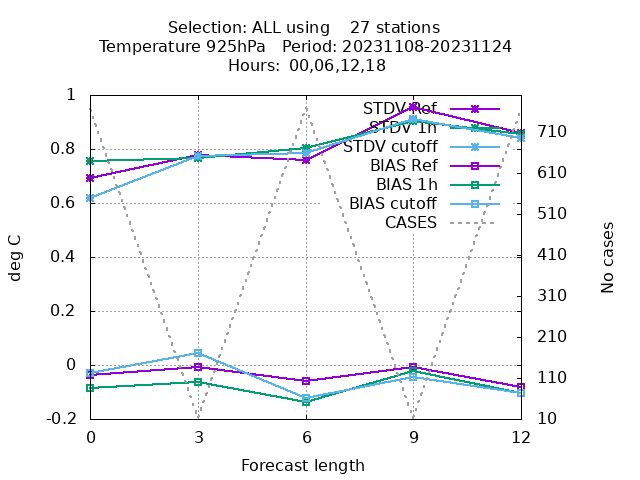 Selection: ALL using 27 stations
Temperature 925hPa Period: 20231108-20231124
Hours: 00,06,12,18
1
0.8
0.6
0.4
0.2
0
-0.2
deg C
STDV Ref
STDV 1h
STDV cutoff
BIAS Ref
BIAS 1h
BIAS cutoff
CASES
710
610
510
410
310
210
110
10
No cases
0 3 6 9 12
Forecast length